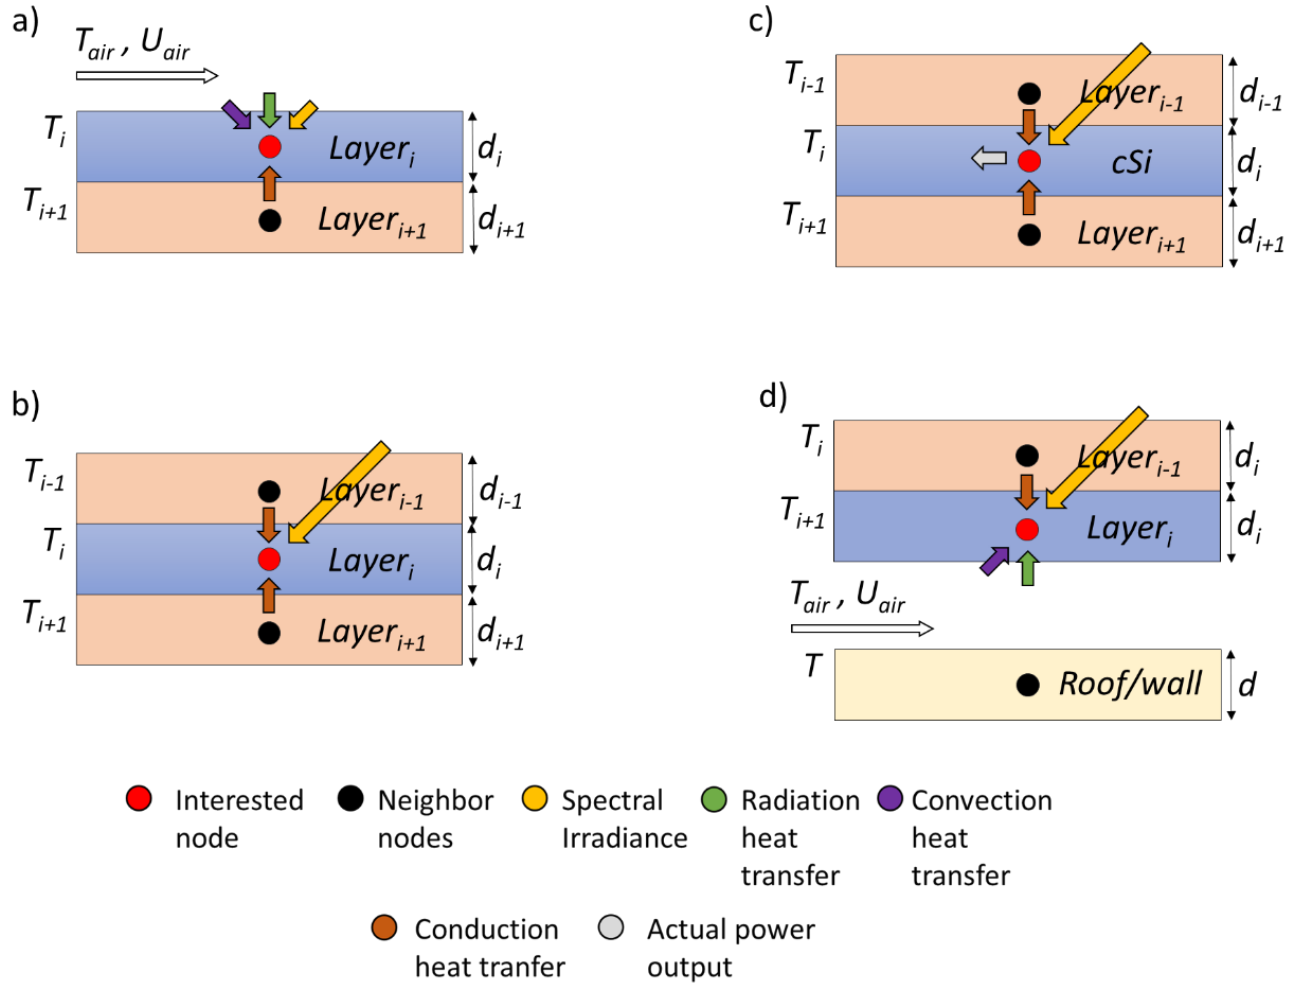 a)
T_air , U_air
T_i
Layer_i
d_i
T_i+1
Layer_i+1
d_i+1
b)
T_i-1
Layer_i-1
d_i-1
T_i
Layer_i
d_i
T_i+1
Layer_i+1
d_i+1
c)
T_i-1
Layer_i-1
d_i-1
T_i
cSi
d_i
T_i+1
Layer_i+1
d_i+1
d)
T_i
Layer_i-1
d_i
T_i+1
Layer_i
d_i
T_air , U_air
T
Roof/wall
d
Interested
node
Neighbor
nodes
Spectral
Irradiance
Radiation
heat
transfer
Convection
heat
transfer
Conduction
heat tranfer
Actual power
output